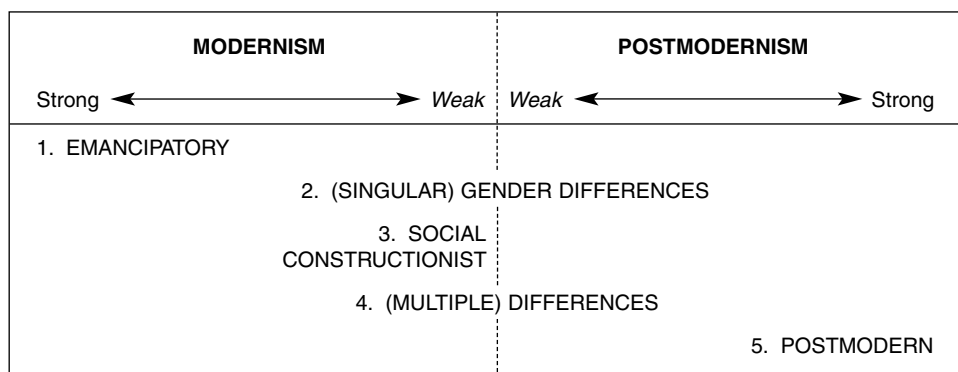 MODERNISM POSTMODERNISM
Strong Weak Weak Strong
1. EMANCIPATORY
2. (SINGULAR) GENDER DIFFERENCES
3. SOCIAL
CONSTRUCTIONIST
4. (MULTIPLE) DIFFERENCES
5. POSTMODERN